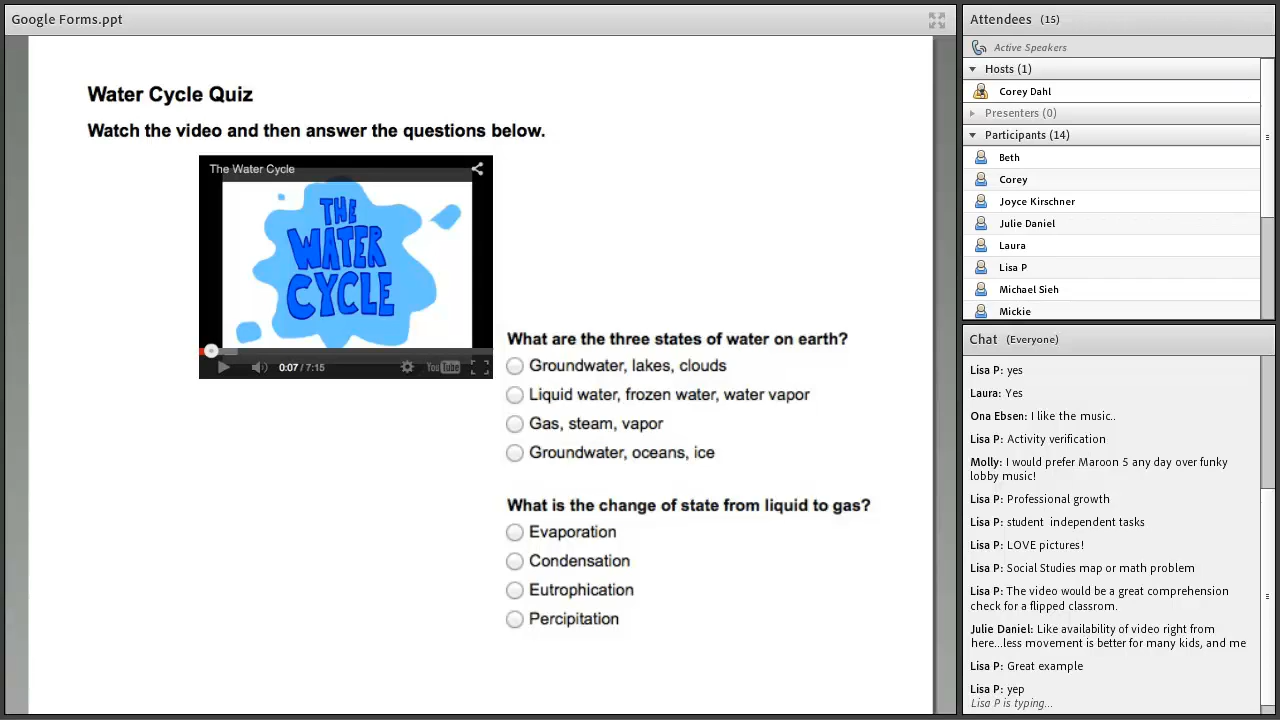 Google Forms.ppt
Water Cycle Quiz
Watch the video and then answer the questions below.
The Water Cycle
THE
WATER
CYCLE
0:07 / 7:15
YouTube
What are the three states of water on earth?
Groundwater, lakes, clouds
Liquid water, frozen water, water vapor
Gas, steam, vapor
Groundwater, oceans, ice
What is the change of state from liquid to gas?
Evaporation
Condensation
Eutrophication
Percipitation
Attendees (15)
Active Speakers
Hosts (1)
Corey Dahl
Presenters (0)
Participants (14)
Beth
Corey
Joyce Kirschner
Julie Daniel
Laura
Lisa P
Michael Sieh
Mickie
Chat (Everyone)
Lisa P: yes
Laura: Yes
Ona Ebsen: I like the music..
Lisa P: Activity verification
Molly: I would prefer Maroon 5 any day over funky
lobby music!
Lisa P: Professional growth
Lisa P: student independent tasks
Lisa P: LOVE pictures!
Lisa P: Social Studies map or math problem
Lisa P: The video would be a great comprehension
check for a flipped classrom.
Julie Daniel: Like availability of video right from
here...less movement is better for many kids, and me
Lisa P: Great example
Lisa P: yep
Lisa P is typing...